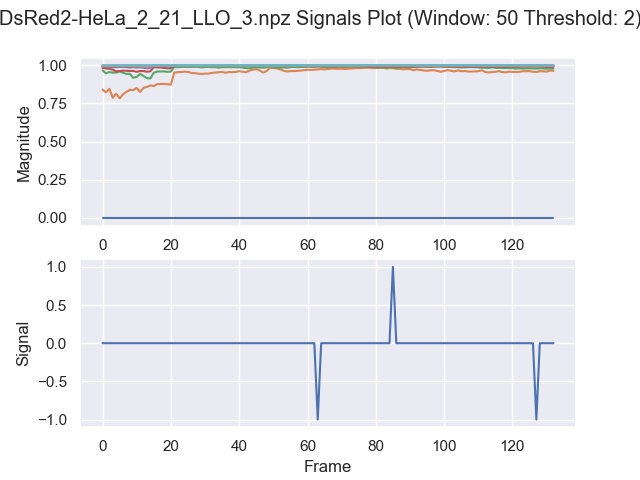 DsRed2-HeLa_2_21_LLO_3.npz Signals Plot (Window: 50 Threshold: 2)
1.00
0.75
0.50
0.25
0.00
Magnitude
0 20 40 60 80 100 120
1.0
0.5
0.0
−0.5
−1.0
Signal
0 20 40 60 80 100 120
Frame